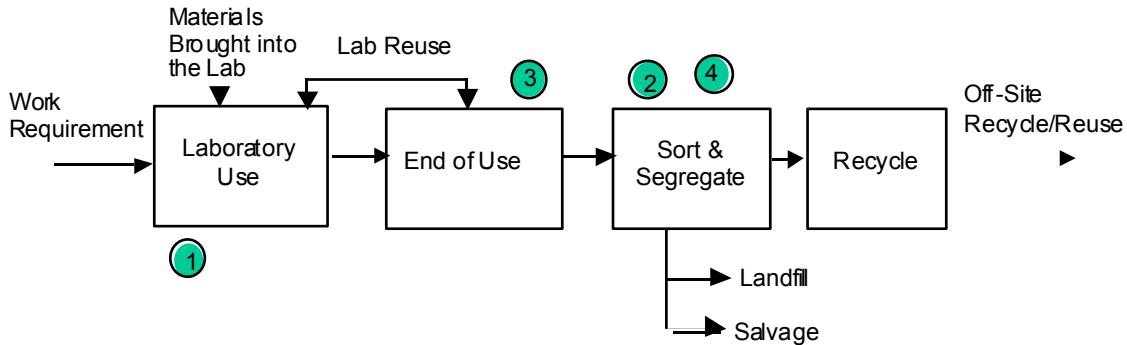 Materials
Brought into
the Lab
Lab Reuse
3
2
4
Off-Site
Recycle/Reuse
Work
Requirement
Laboratory
Use
End of Use
Sort &
Segregate
Recycle
1
Landfill
Salvage